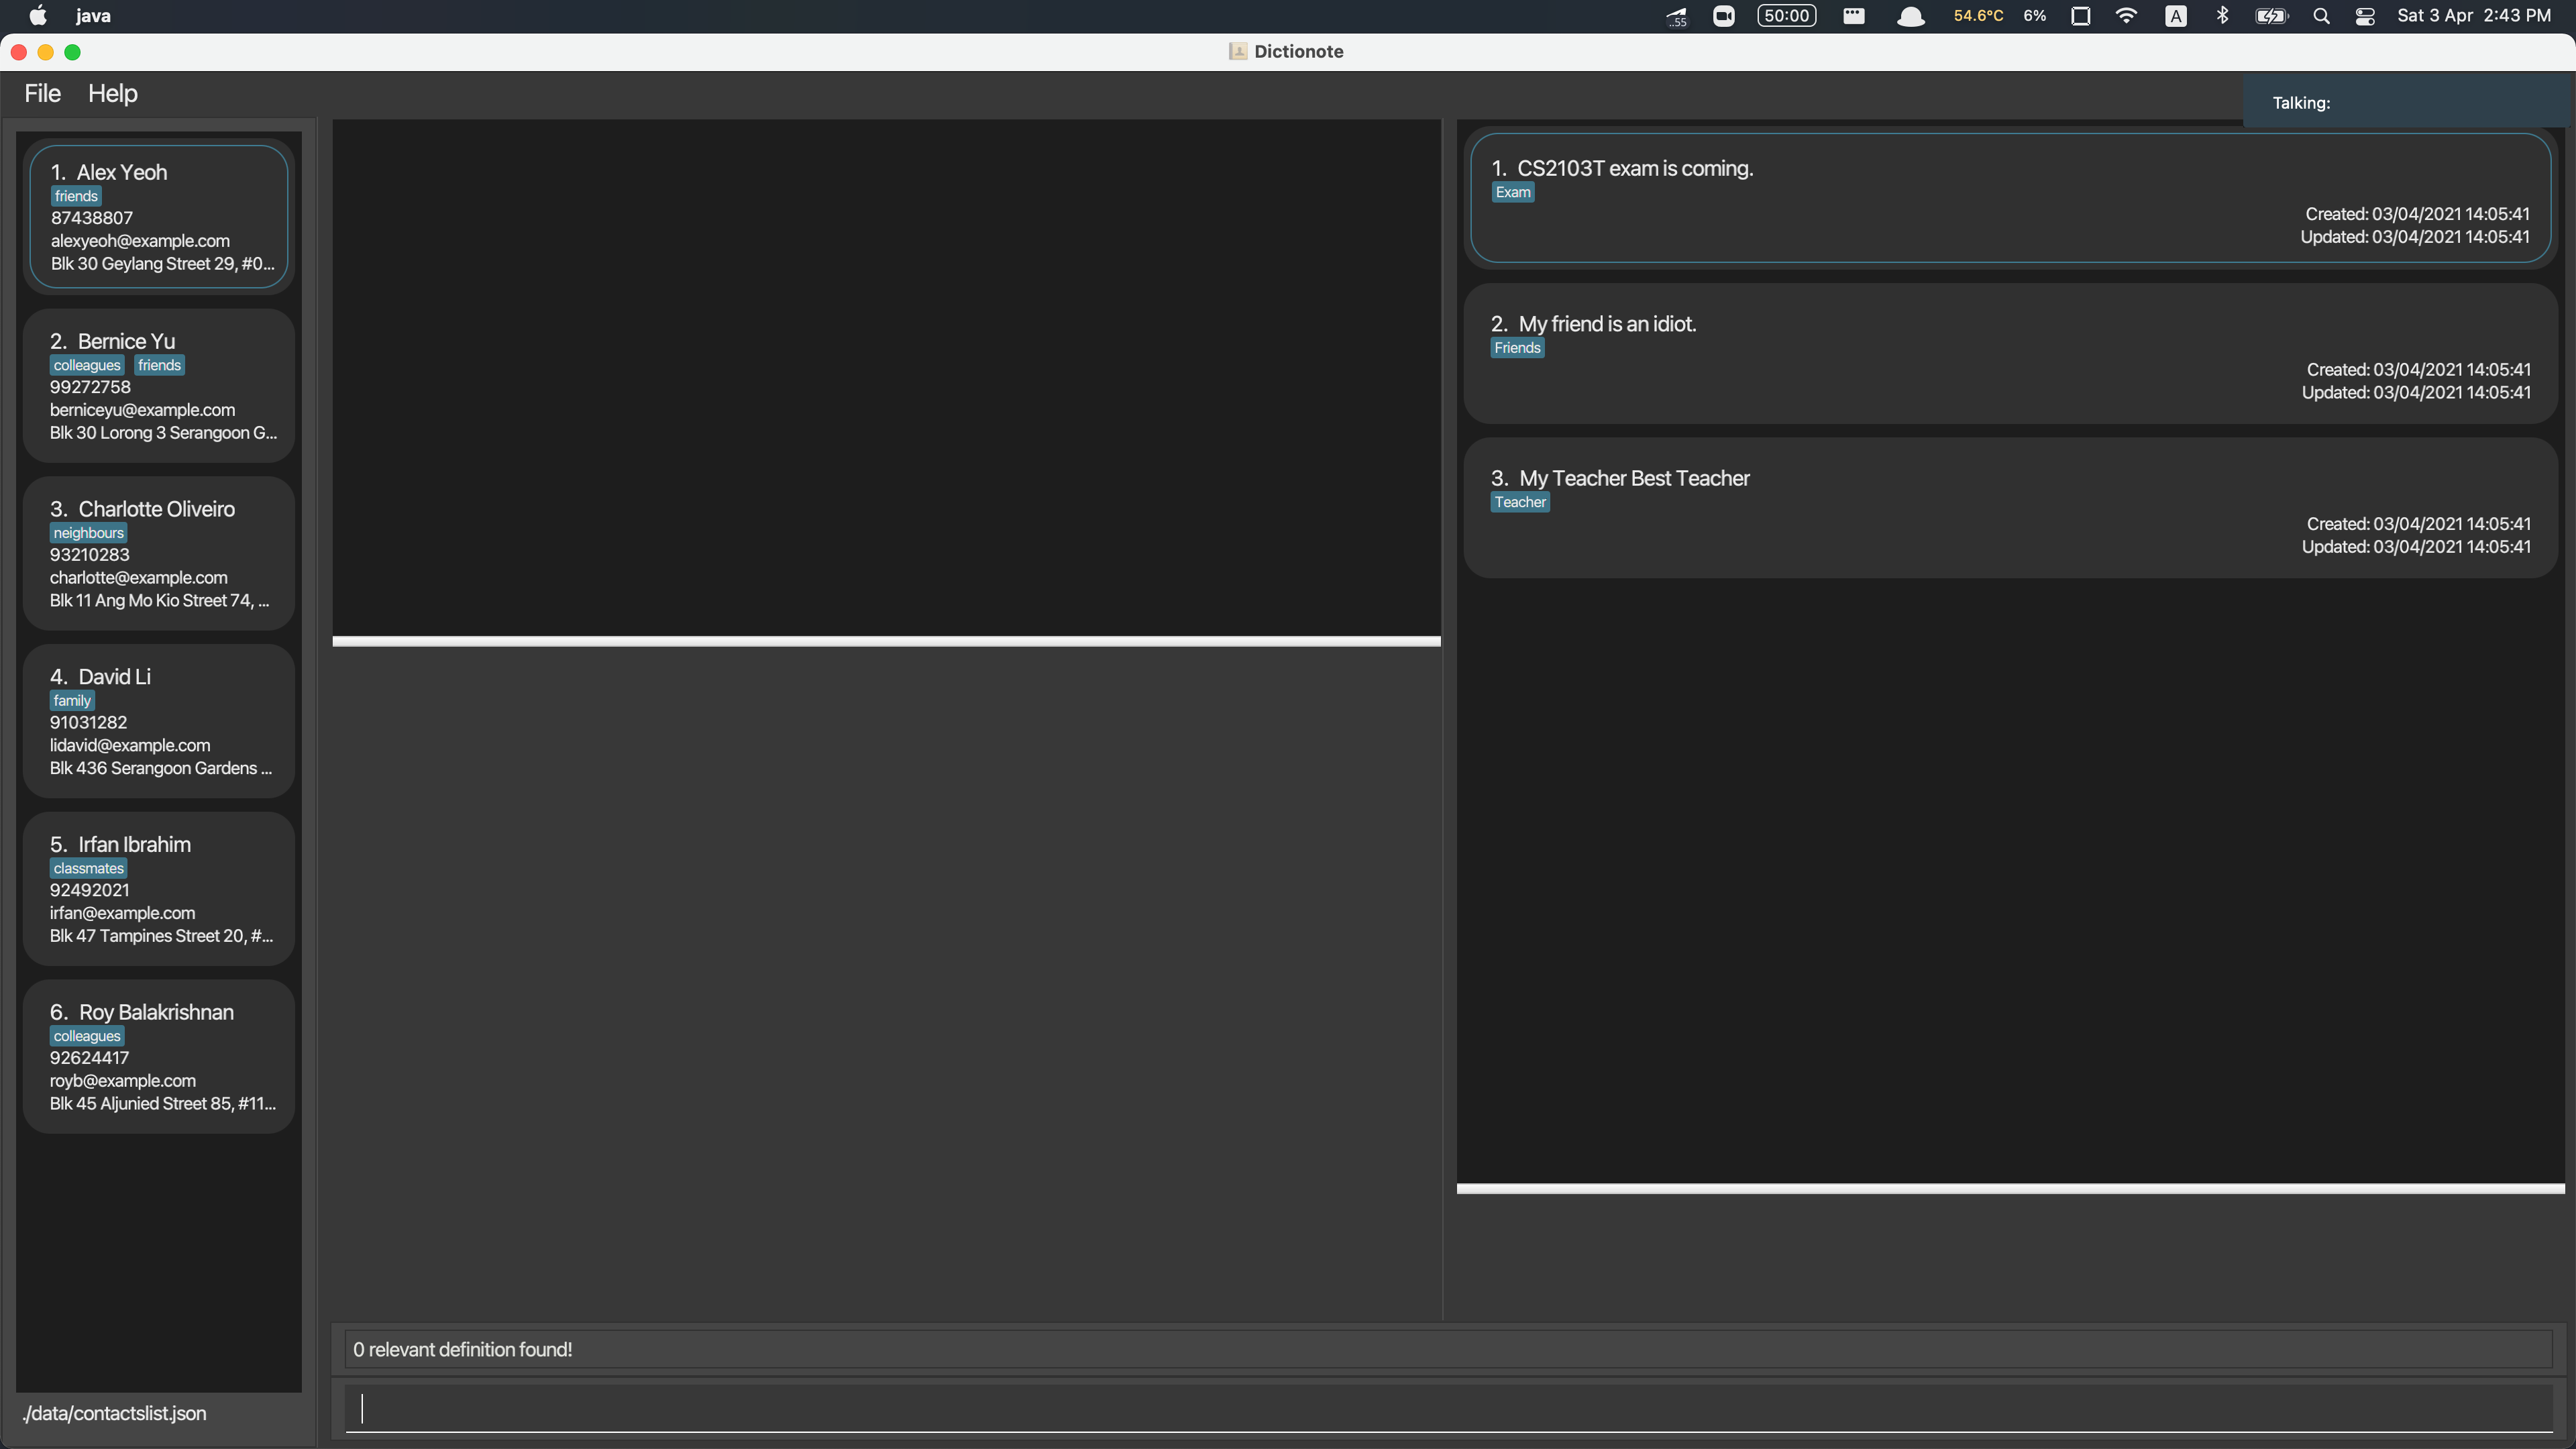 java
..55
50:00
54.6°C
6%
A
Sat 3 Apr 2:43 PM
Dictionote
File Help
Talking:
1. Alex Yeoh
friends
87438807
alexyeoh@example.com
Blk 30 Geylang Street 29, #0...
2. Bernice Yu
colleagues friends
99272758
berniceyu@example.com
Blk 30 Lorong 3 Serangoon G...
3. Charlotte Oliveiro
neighbours
93210283
charlotte@example.com
Blk 11 Ang Mo Kio Street 74, ...
4. David Li
family
91031282
lidavid@example.com
Blk 436 Serangoon Gardens ...
5. Irfan Ibrahim
classmates
92492021
irfan@example.com
Blk 47 Tampines Street 20, #...
6. Roy Balakrishnan
colleagues
92624417
royb@example.com
Blk 45 Aljunied Street 85, #11...
./data/contactslist.json
1. CS2103T exam is coming.
Exam
Created: 03/04/2021 14:05:41
Updated: 03/04/2021 14:05:41
2. My friend is an idiot.
Friends
Created: 03/04/2021 14:05:41
Updated: 03/04/2021 14:05:41
3. My Teacher Best Teacher
Teacher
Created: 03/04/2021 14:05:41
Updated: 03/04/2021 14:05:41
0 relevant definition found!